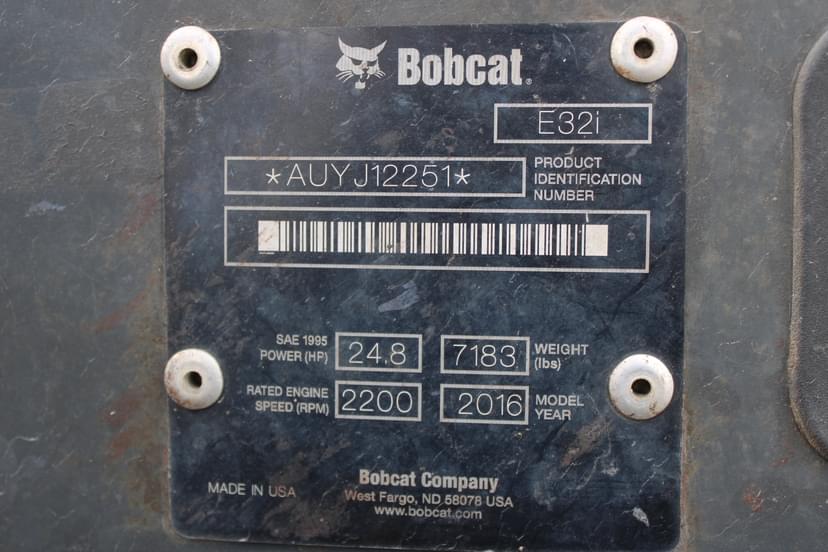 Bobcat®
E32i
*AUYJ12251*
PRODUCT
IDENTIFICATION
NUMBER
SAE 1995
POWER (HP)
24.8
7183
WEIGHT
(lbs)
RATED ENGINE
SPEED (RPM)
2200
2016
MODEL
YEAR
MADE IN USA
Bobcat Company
West Fargo, ND 58078 USA
www.bobcat.com